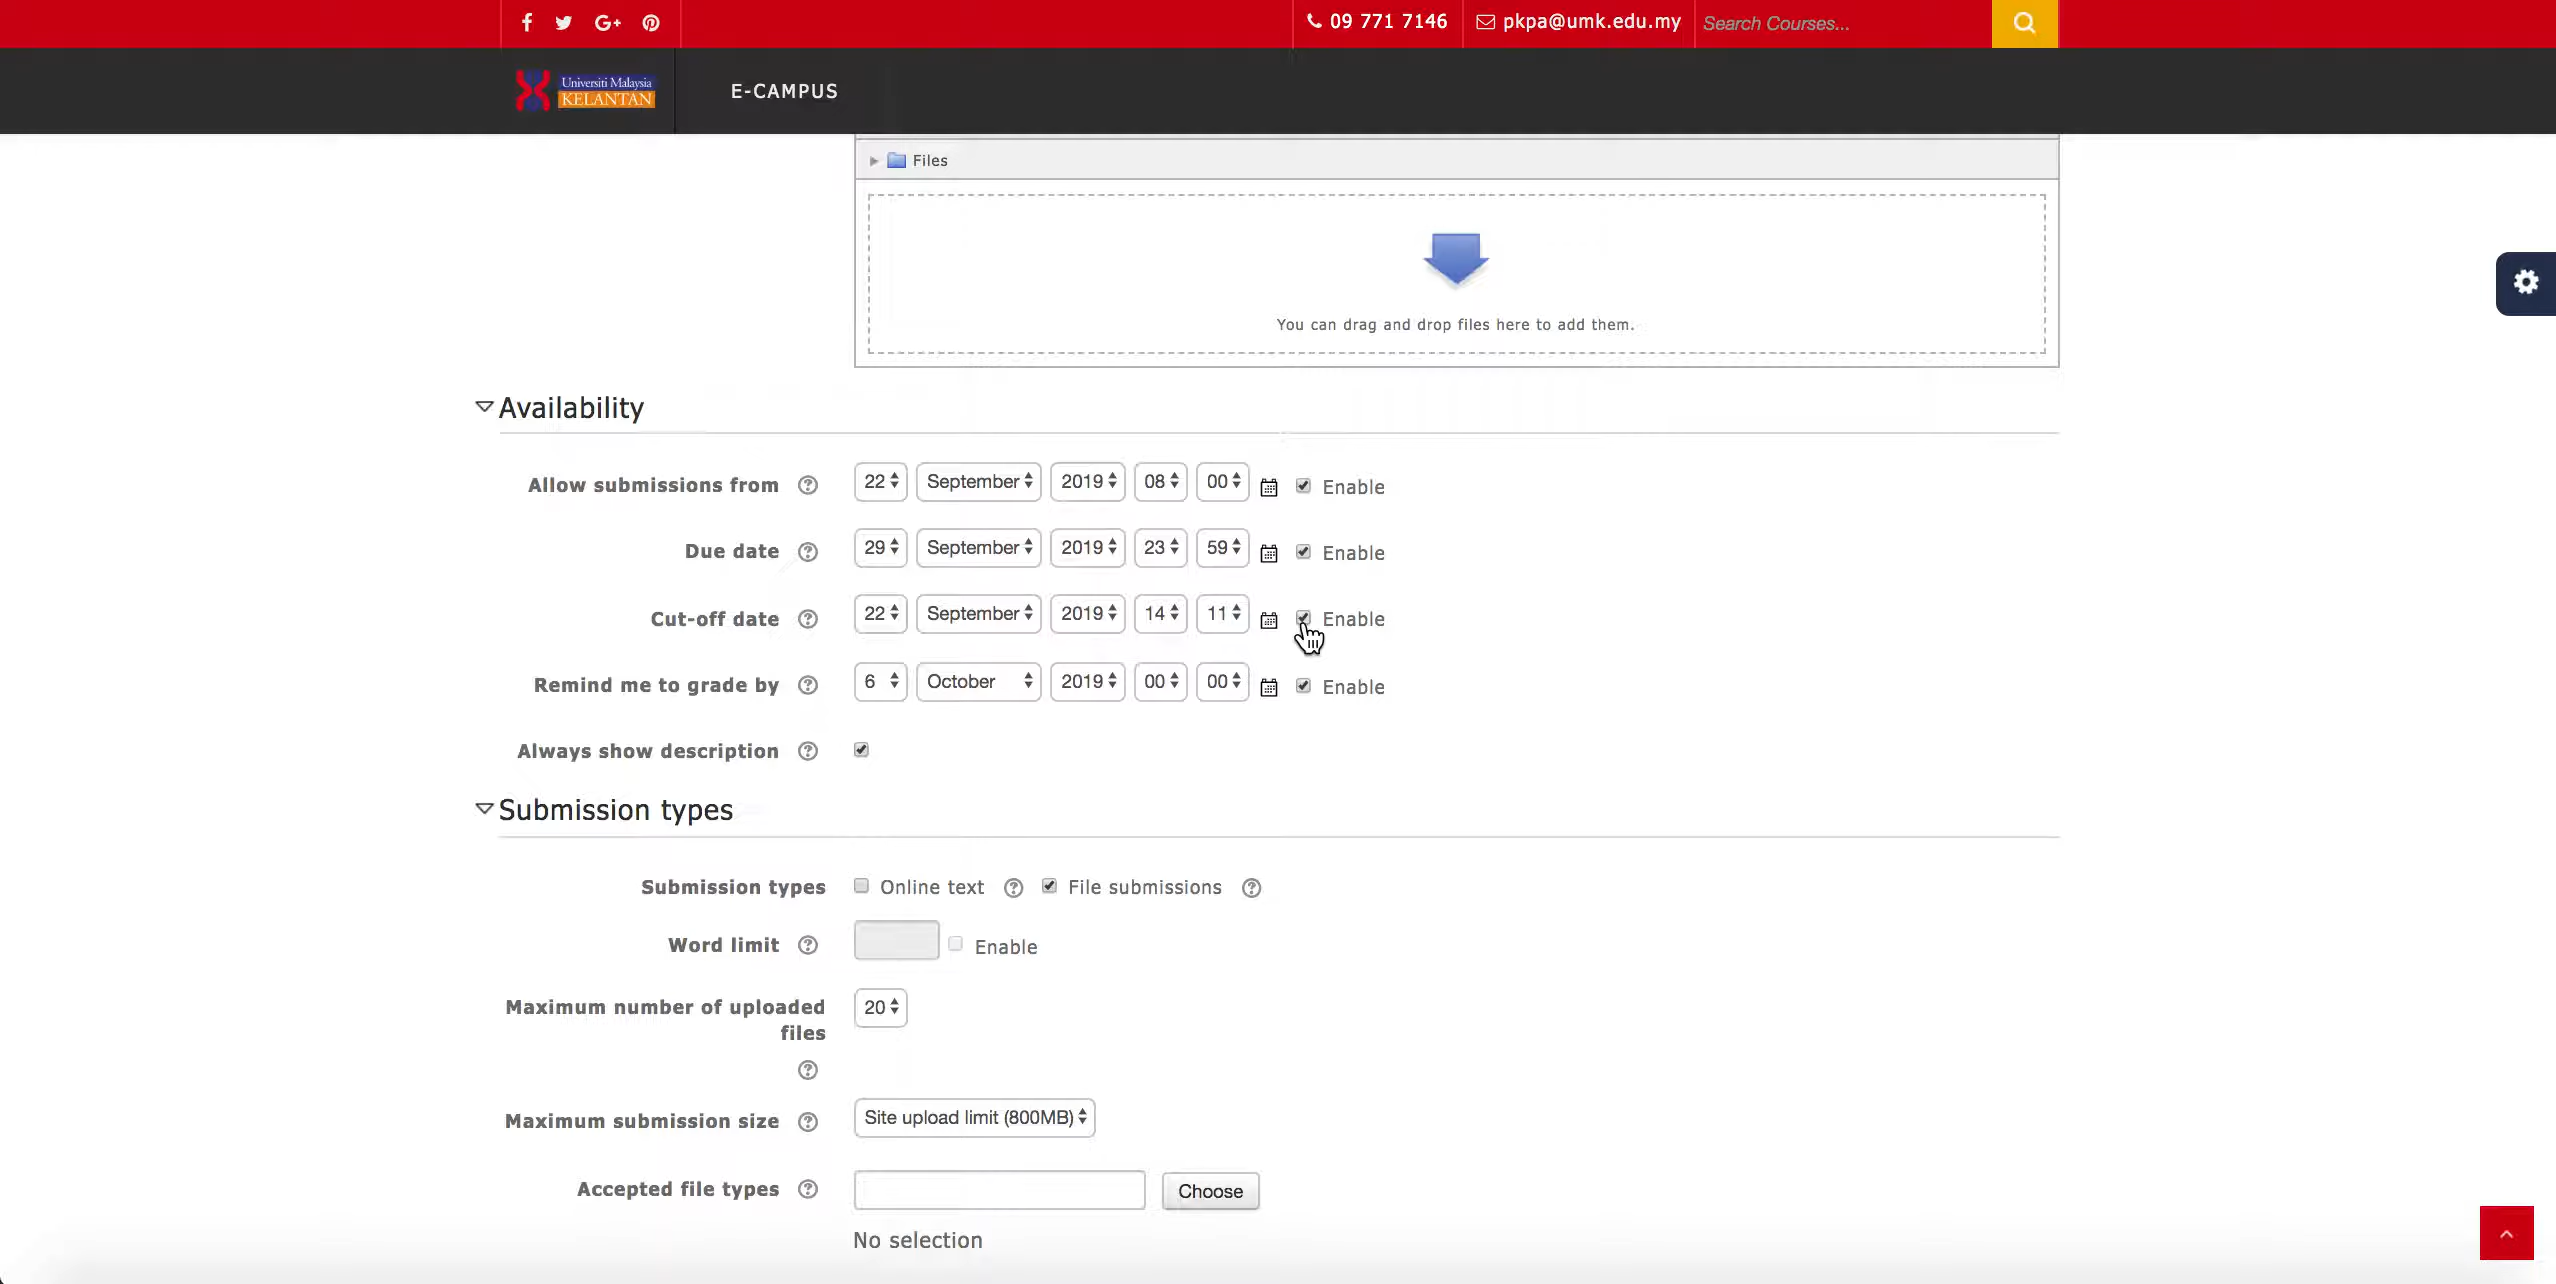 09 771 7146
pkpa@umk.edu.my
Search Courses...
Universiti Malaysia
KELANTAN
E-CAMPUS
Files
You can drag and drop files here to add them.
Availability
Allow submissions from 22 September 2019 08 00 Enable
Due date 29 September 2019 23 59 Enable
Cut-off date 22 September 2019 14 11 Enable
Remind me to grade by 6 October 2019 00 00 Enable
Always show description
Submission types
Submission types Online text File submissions
Word limit Enable
Maximum number of uploaded 20
files
Maximum submission size Site upload limit (800MB)
Accepted file types Choose
No selection